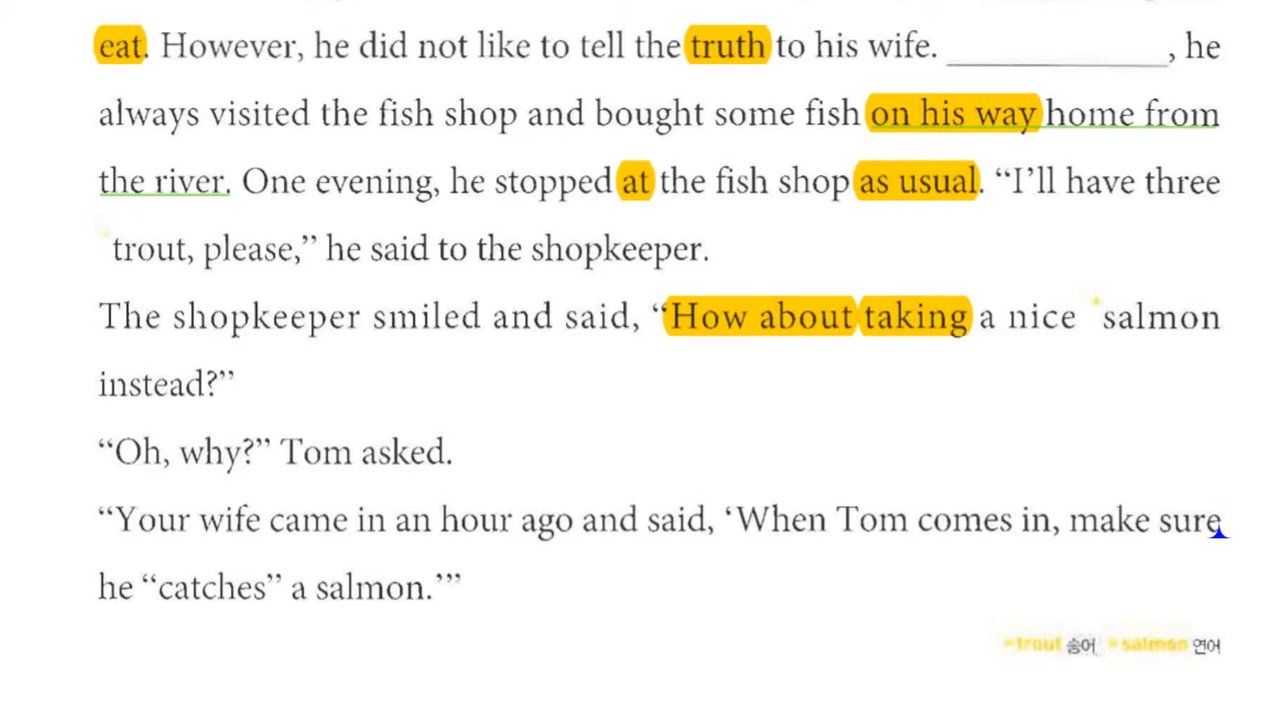 eat. However, he did not like to tell the truth to his wife. ____________, he
always visited the fish shop and bought some fish on his way home from
the river. One evening, he stopped at the fish shop as usual. “I’ll have three
*trout, please,” he said to the shopkeeper.
The shopkeeper smiled and said, “How about taking a nice *salmon
instead?”
“Oh, why?” Tom asked.
“Your wife came in an hour ago and said, ‘When Tom comes in, make sure
he “catches” a salmon.’”
*trout 숭어 *salmon 연어